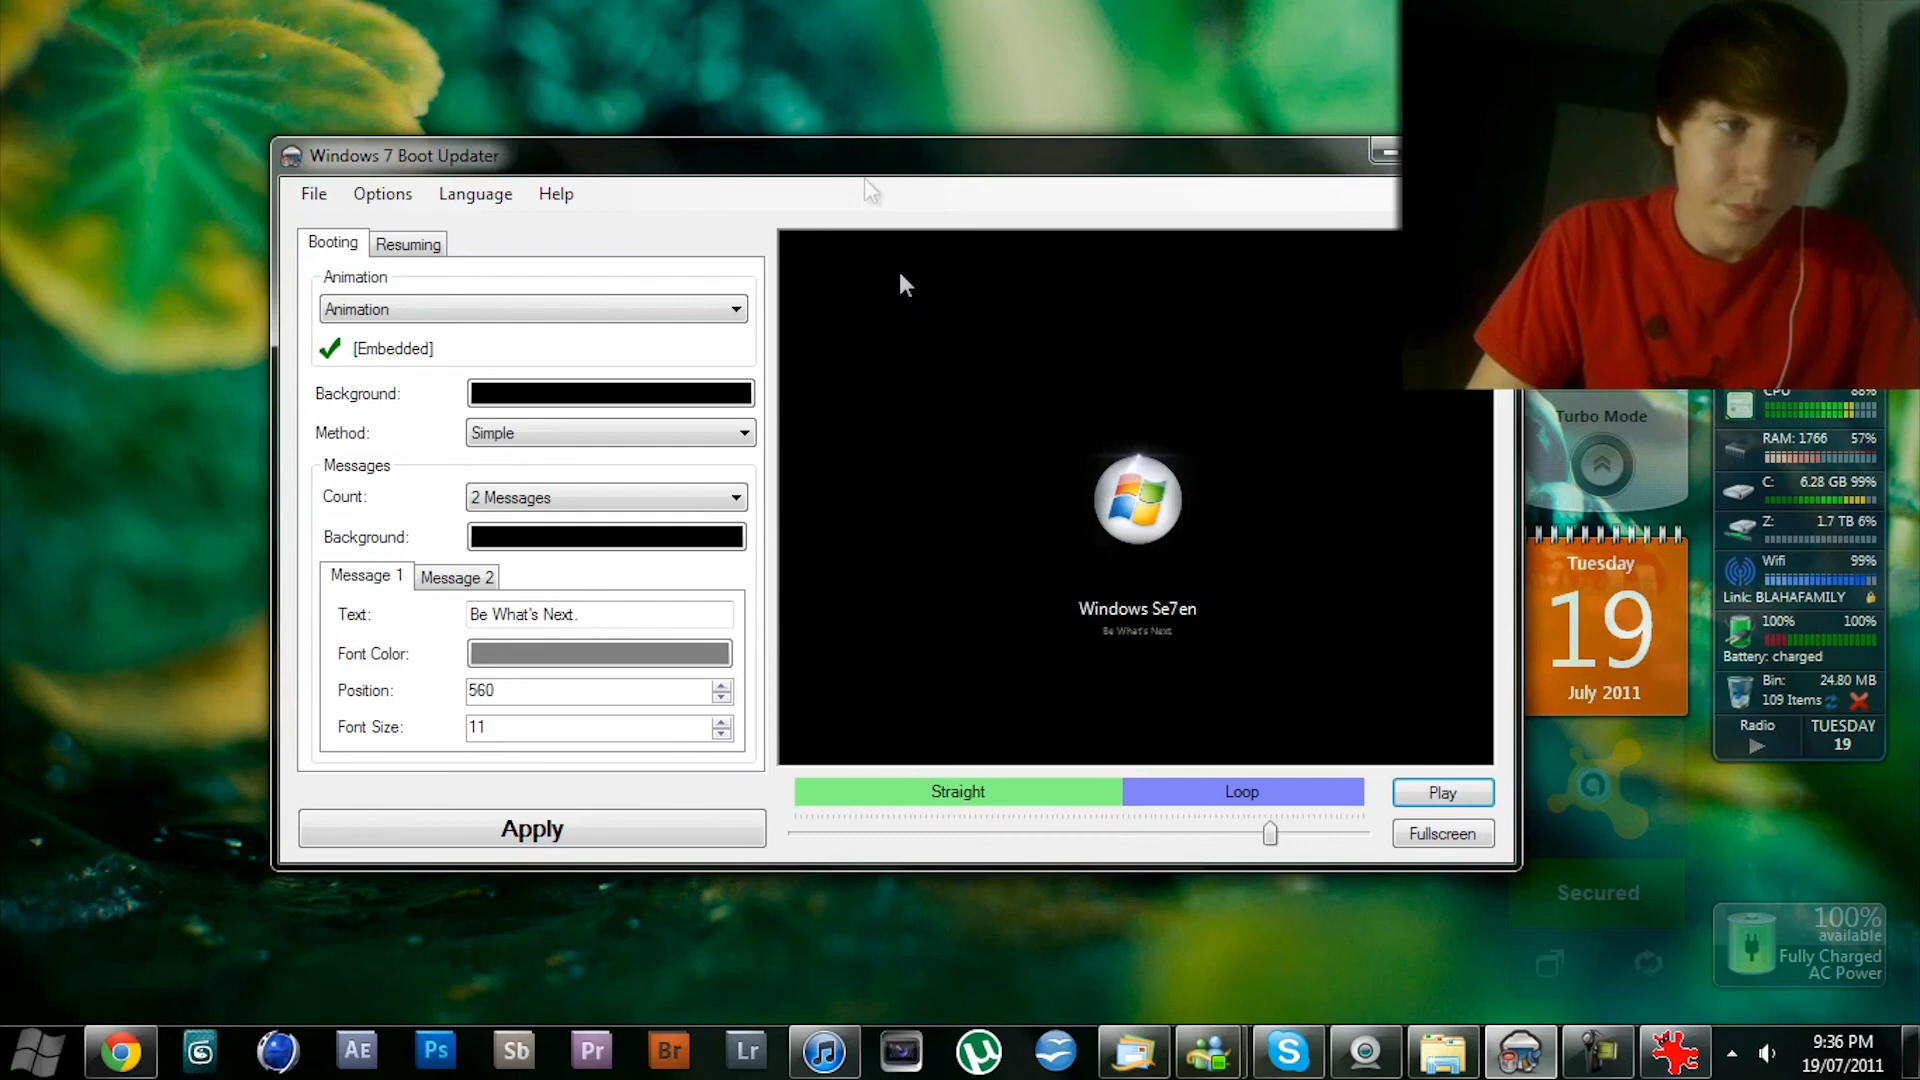 Windows 7 Boot Updater
File Options Language Help
Booting Resuming
Animation
Animation
[Embedded]
Background:
Method: Simple
Messages
Count: 2 Messages
Background:
Message 1 Message 2
Text: Be What's Next.
Font Color:
Position: 560
Font Size: 11
Apply
Windows Se7en
Be What's Next.
Straight Loop
Play
Fullscreen
Turbo Mode
Tuesday
19
July 2011
Secured
CPU 88%
RAM: 1766 57%
C: 6.28 GB 99%
Z: 1.7 TB 6%
Wifi 99%
Link: BLAHAFAMILY
100% 100%
Battery: charged
Bin: 24.80 MB
109 Items
Radio TUESDAY
19
100%
available
Fully Charged
AC Power
AE Ps Sb Pr Br Lr
9:36 PM
19/07/2011